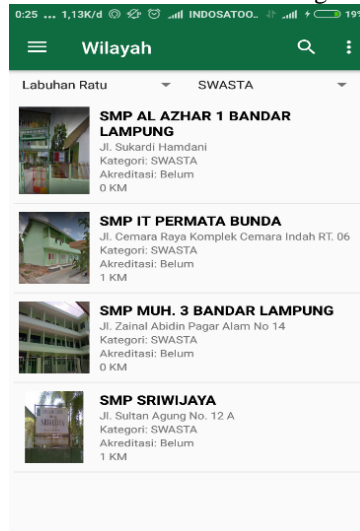 0:25 ... 1,13K/d INDOSATOO.. 19%
Wilayah
Labuhan Ratu SWASTA
SMP AL AZHAR 1 BANDAR
LAMPUNG
Jl. Sukardi Hamdani
Kategori: SWASTA
Akreditasi: Belum
0 KM
SMP IT PERMATA BUNDA
Jl. Cemara Raya Komplek Cemara Indah RT. 06
Kategori: SWASTA
Akreditasi: Belum
1 KM
SMP MUH. 3 BANDAR LAMPUNG
Jl. Zainal Abidin Pagar Alam No 14
Kategori: SWASTA
Akreditasi: Belum
0 KM
SMP SRIWIJAYA
Jl. Sultan Agung No. 12 A
Kategori: SWASTA
Akreditasi: Belum
1 KM